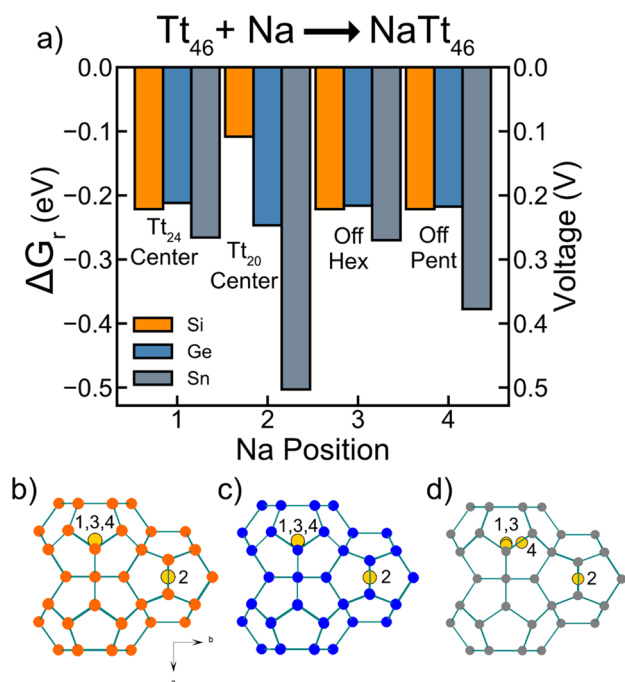 a)
Tt46 + Na → NaTt46
ΔGr (eV)
0.0
−0.1
−0.2
−0.3
−0.4
−0.5
Tt24
Center
Tt20
Center
Off
Hex
Off
Pent
Si
Ge
Sn
0.0
0.1
0.2
0.3
0.4
0.5
Voltage (V)
1 2 3 4
Na Position
b)
1,3,4
2
b
c)
1,3,4
2
d)
1,3
4
2